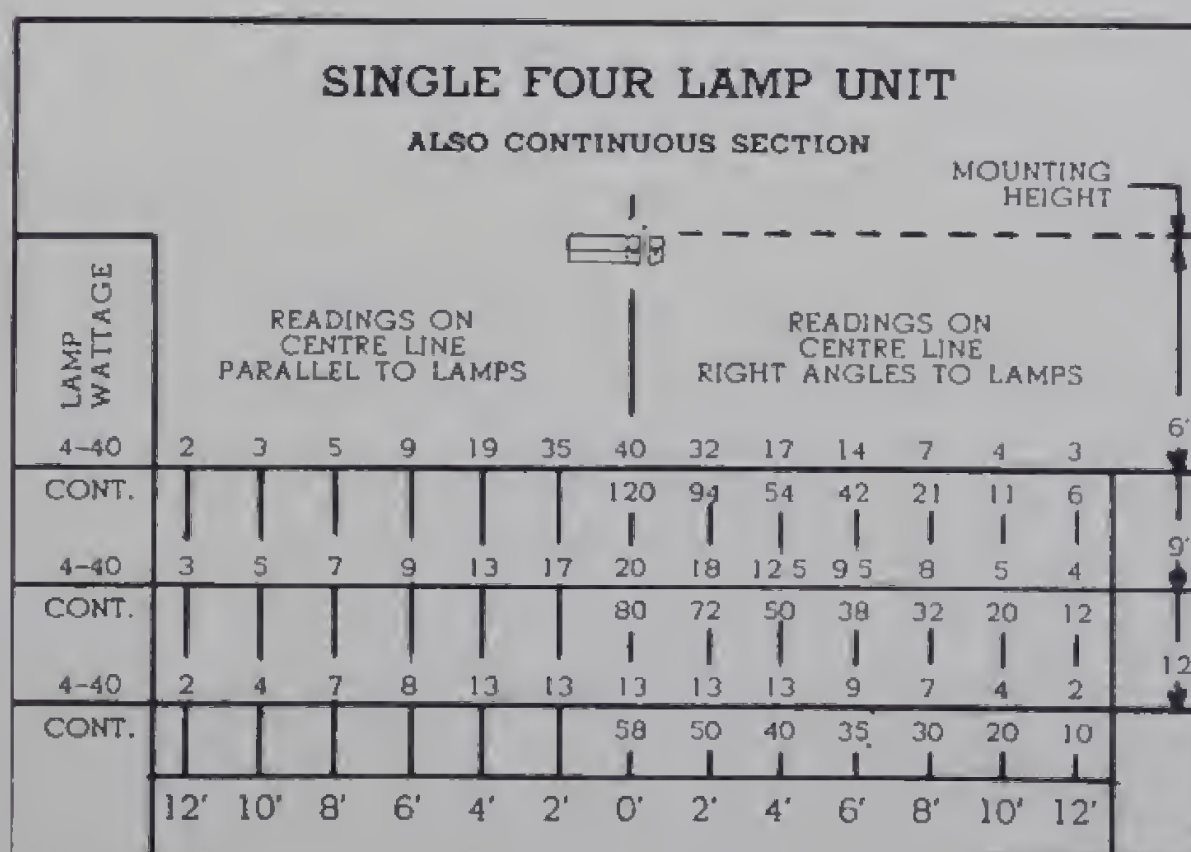 SINGLE FOUR LAMP UNIT
ALSO CONTINUOUS SECTION
MOUNTING
HEIGHT
LAMP
WATTAGE
READINGS ON
CENTRE LINE
PARALLEL TO LAMPS
READINGS ON
CENTRE LINE
RIGHT ANGLES TO LAMPS
4-40 2 3 5 9 19 35 40 32 17 14 7 4 3 6'
CONT. 120 94 54 42 21 11 6
4-40 3 5 7 9 13 17 20 18 12 5 9 5 8 5 4 9'
CONT. 80 72 50 38 32 20 12
4-40 2 4 7 8 13 13 13 13 13 9 7 4 2 12
CONT. 58 50 40 35 30 20 10
12' 10' 8' 6' 4' 2' 0' 2' 4' 6' 8' 10' 12'